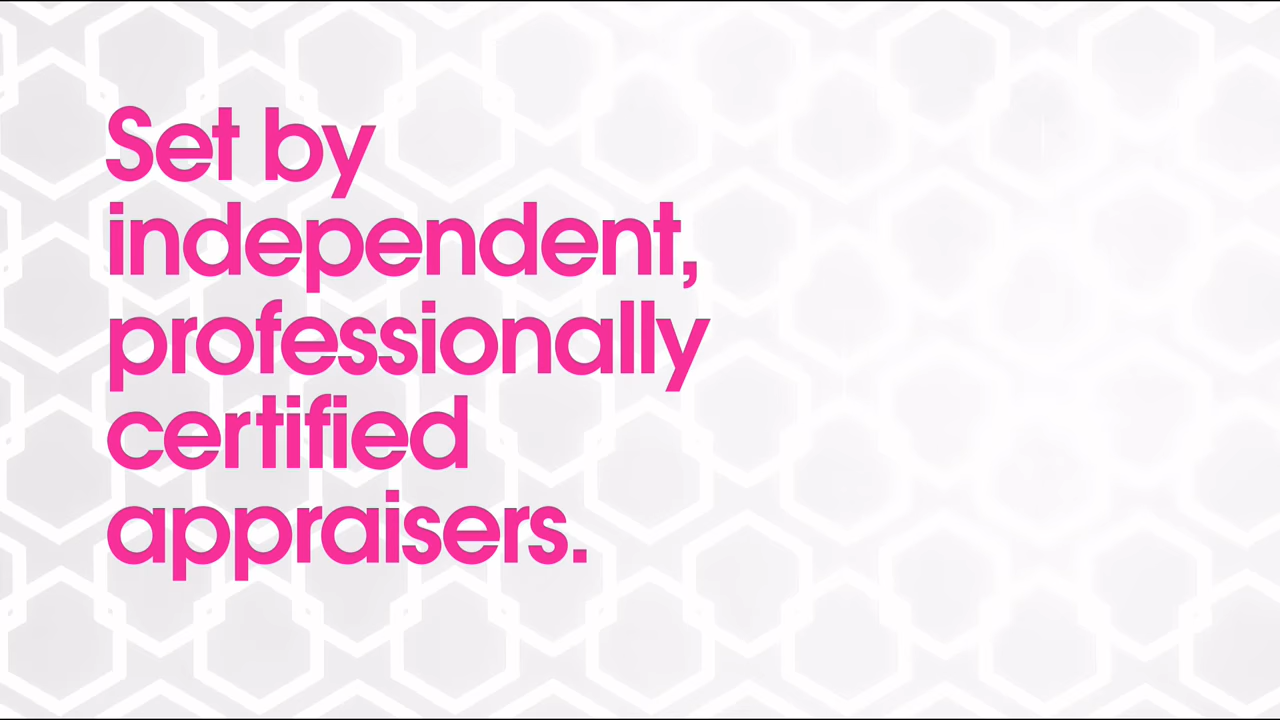 Set by
independent,
professionally
certified
appraisers.